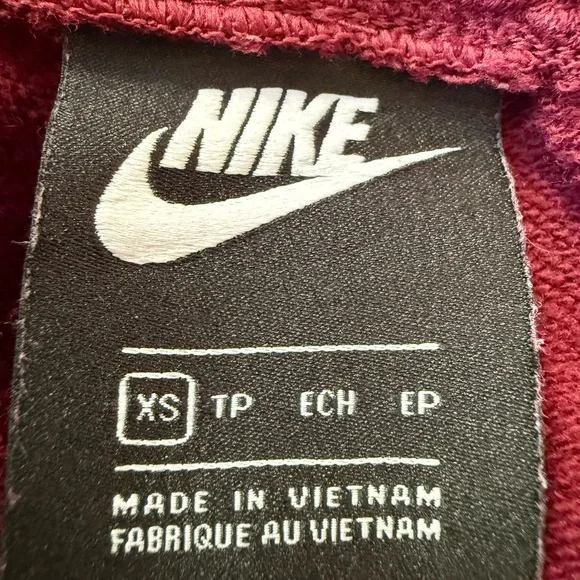 NIKE
XS TP ECH EP
MADE IN VIETNAM
FABRIQUE AU VIETNAM